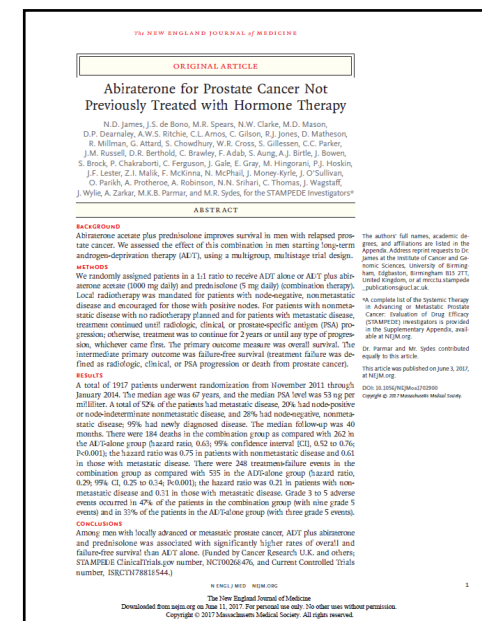 The NEW ENGLAND JOURNAL of MEDICINE
ORIGINAL ARTICLE
Abiraterone for Prostate Cancer Not
Previously Treated with Hormone Therapy
N.D. James, J.S. de Bono, M.R. Spears, N.W. Clarke, M.D. Mason,
D.P. Dearnaley, A.W.S. Ritchie, C.L. Amos, C. Gilson, R.J. Jones, D. Matheson,
R. Millman, G. Attard, S. Chowdhury, W.R. Cross, S. Gillessen, C.C. Parker,
J.M. Russell, D.R. Berthold, C. Brawley, F. Adab, S. Aung, A.J. Birtle, J. Bowen,
S. Brock, P. Chakraborti, C. Ferguson, J. Gale, E. Gray, M. Hingorani, P.J. Hoskin,
J.F. Lester, Z.I. Malik, F. McKinna, N. McPhail, J. Money-Kyrle, J. O'Sullivan,
O. Parikh, A. Protheroe, A. Robinson, N.N. Srihari, C. Thomas, J. Wagstaff,
J. Wylie, A. Zarkar, M.K.B. Parmar, and M.R. Sydes, for the STAMPEDE Investigators*
ABSTRACT
BACKGROUND
Abiraterone acetate plus prednisolone improves survival in men with relapsed pros-
tate cancer. We assessed the effect of this combination in men starting long-term
androgen-deprivation therapy (ADT), using a multigroup, multistage trial design.
METHODS
We randomly assigned patients in a 1:1 ratio to receive ADT alone or ADT plus abir-
aterone acetate (1000 mg daily) and prednisolone (5 mg daily) (combination therapy).
Local radiotherapy was mandated for patients with node-negative, nonmetastatic
disease and encouraged for those with positive nodes. For patients with nonmeta-
static disease with no radiotherapy planned and for patients with metastatic disease,
treatment continued until radiologic, clinical, or prostate-specific antigen (PSA) pro-
gression; otherwise, treatment was to continue for 2 years or until any type of progres-
sion, whichever came first. The primary outcome measure was overall survival. The
intermediate primary outcome was failure-free survival (treatment failure was de-
fined as radiologic, clinical, or PSA progression or death from prostate cancer).
RESULTS
A total of 1917 patients underwent randomization from November 2011 through
January 2014. The median age was 67 years, and the median PSA level was 53 ng per
milliliter. A total of 52% of the patients had metastatic disease, 20% had node-positive
or node-indeterminate nonmetastatic disease, and 28% had node-negative, nonmeta-
static disease; 95% had newly diagnosed disease. The median follow-up was 40
months. There were 184 deaths in the combination group as compared with 262 in
the ADT-alone group (hazard ratio, 0.63; 95% confidence interval [CI], 0.52 to 0.76;
P<0.001); the hazard ratio was 0.75 in patients with nonmetastatic disease and 0.61
in those with metastatic disease. There were 248 treatment-failure events in the
combination group as compared with 535 in the ADT-alone group (hazard ratio,
0.29; 95% CI, 0.25 to 0.34; P<0.001); the hazard ratio was 0.21 in patients with non-
metastatic disease and 0.31 in those with metastatic disease. Grade 3 to 5 adverse
events occurred in 47% of the patients in the combination group (with nine grade 5
events) and in 33% of the patients in the ADT-alone group (with three grade 5 events).
CONCLUSIONS
Among men with locally advanced or metastatic prostate cancer, ADT plus abiraterone
and prednisolone was associated with significantly higher rates of overall and
failure-free survival than ADT alone. (Funded by Cancer Research U.K. and others;
STAMPEDE ClinicalTrials.gov number, NCT00268476, and Current Controlled Trials
number, ISRCTN78818544.)
The authors' full names, academic de-
grees, and affiliations are listed in the
Appendix. Address reprint requests to Dr.
James at the Institute of Cancer and Ge-
nomic Sciences, University of Birming-
ham, Edgbaston, Birmingham B15 2TT,
United Kingdom, or at mrcctu.stampede
_publications@ucl.ac.uk.
*A complete list of the Systemic Therapy
in Advancing or Metastatic Prostate
Cancer: Evaluation of Drug Efficacy
(STAMPEDE) investigators is provided
in the Supplementary Appendix, avail-
able at NEJM.org.
Dr. Parmar and Mr. Sydes contributed
equally to this article.
This article was published on June 3, 2017,
at NEJM.org.
DOI: 10.1056/NEJMoa1702900
Copyright © 2017 Massachusetts Medical Society.
N ENGL J MED NEJM.ORG
1
The New England Journal of Medicine
Downloaded from nejm.org on June 11, 2017. For personal use only. No other uses without permission.
Copyright © 2017 Massachusetts Medical Society. All rights reserved.